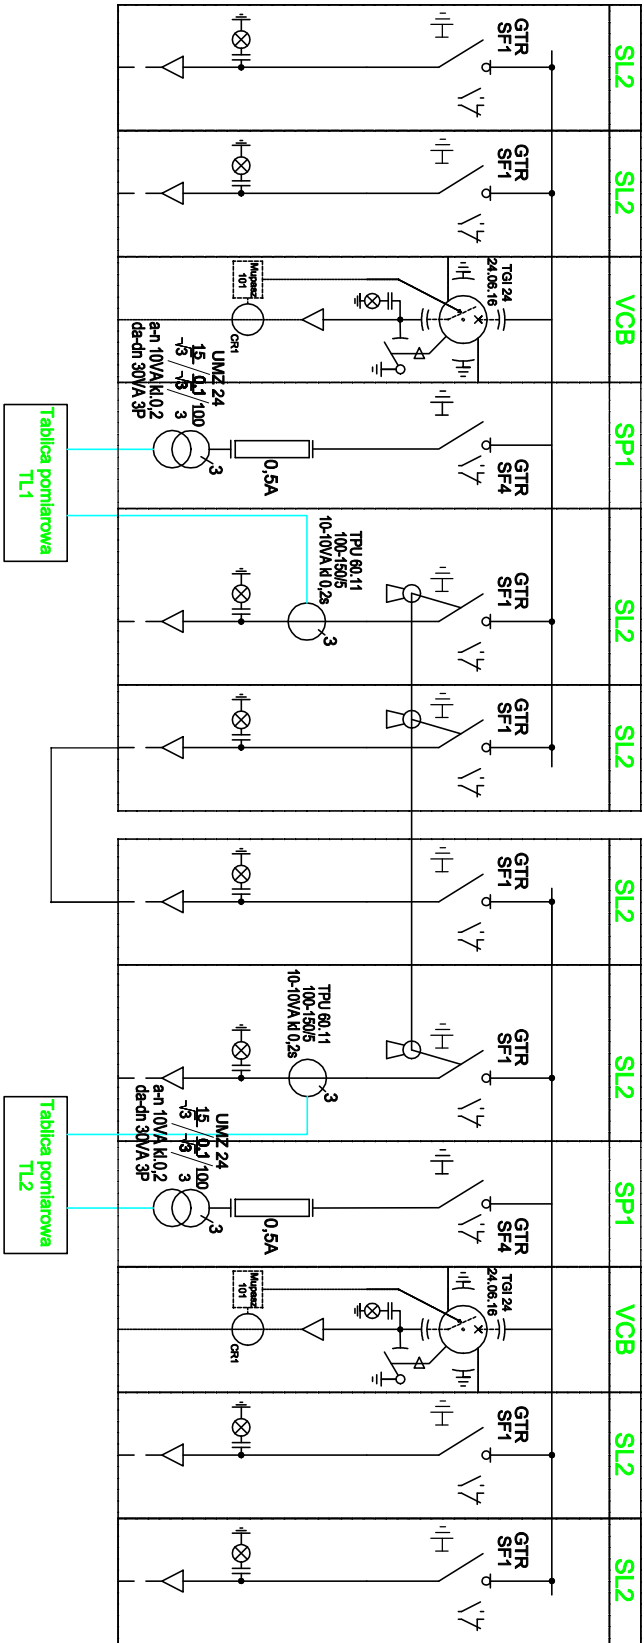 SL2
GTR
SF1
SL2
GTR
SF1
VCB
TGI 24
24.06.16
Mupasz
101
CR1
SP1
GTR
SF4
0,5A
3
UMZ 24
15 0,1 100
√3 √3 3
a-n 10VA kl.0,2
da-dn 30VA 3P
Tablica pomiarowa
TL1
SL2
GTR
SF1
TPU 60.11
100-150/5
10-10VA kl 0,2s
3
SL2
GTR
SF1
SL2
GTR
SF1
SL2
GTR
SF1
TPU 60.11
100-150/5
10-10VA kl 0,2s
3
SP1
GTR
SF4
0,5A
3
UMZ 24
15 0,1 100
√3 √3 3
a-n 10VA kl.0,2
da-dn 30VA 3P
Tablica pomiarowa
TL2
VCB
TGI 24
24.06.16
Mupasz
101
CR1
SL2
GTR
SF1
SL2
GTR
SF1